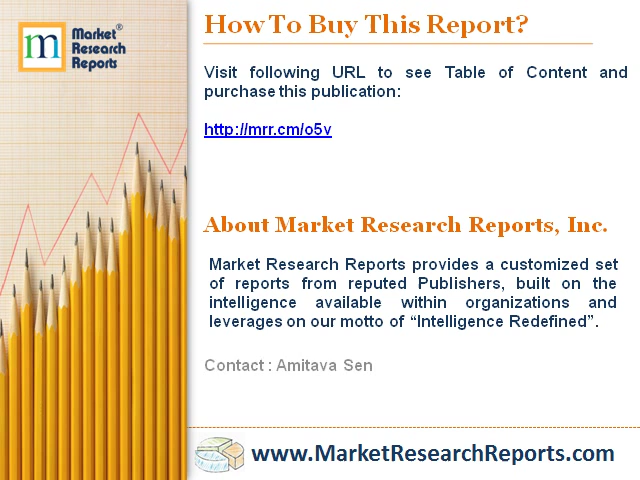 Market
Research
Reports
®
m
How To Buy This Report?
Visit following URL to see Table of Content and
purchase this publication:
http://mrr.cm/o5v
About Market Research Reports, Inc.
Market Research Reports provides a customized set
of reports from reputed Publishers, built on the
intelligence available within organizations and
leverages on our motto of “Intelligence Redefined”.
Contact : Amitava Sen
www.MarketResearchReports.com